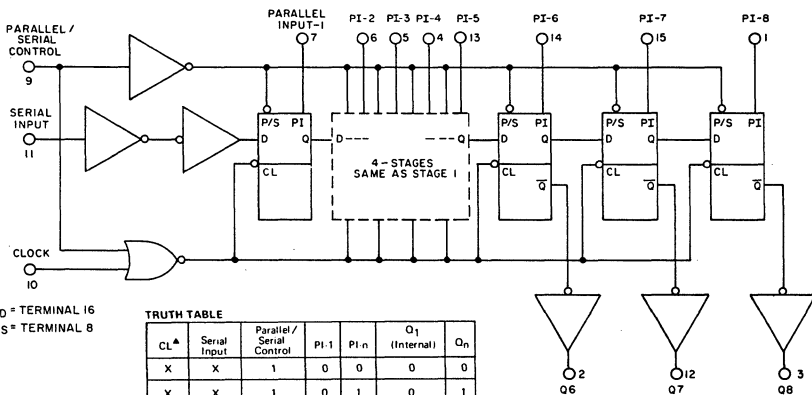 PARALLEL / SERIAL CONTROL
9
PARALLEL INPUT-1
7
PI-2
6
PI-3
5
PI-4
4
PI-5
13
PI-6
14
PI-7
15
PI-8
1
SERIAL INPUT
11
P/S PI
D Q
CL
D ---- ---- Q
4-STAGES
SAME AS STAGE 1
P/S PI
D Q
CL
Q̅
P/S PI
D Q
CL
Q̅
P/S PI
D
CL
Q̅
CLOCK
10
D = TERMINAL 16
S = TERMINAL 8
2
Q6
12
Q7
3
Q8
TRUTH TABLE
CL▲ Serial Input Parallel/ Serial Control PI-1 PI-n Q1 (Internal) Qn
X X 1 0 0 0 0
X X 1 0 1 0 1